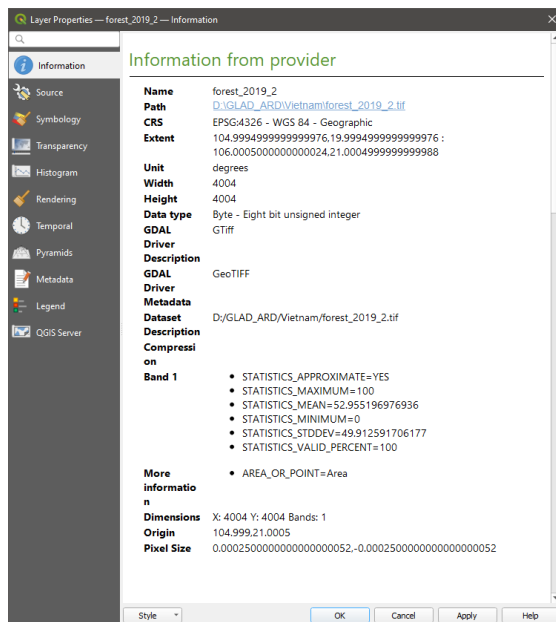 Layer Properties — forest_2019_2 — Information
Information
Source
Symbology
Transparency
Histogram
Rendering
Temporal
Pyramids
Metadata
Legend
QGIS Server
Information from provider
Name forest_2019_2
Path D:\GLAD_ARD\Vietnam\forest_2019_2.tif
CRS EPSG:4326 - WGS 84 - Geographic
Extent 104.9994999999999976,19.9994999999999976 :
106.0005000000000024,21.0004999999999988
Unit degrees
Width 4004
Height 4004
Data type Byte - Eight bit unsigned integer
GDAL GTiff
Driver
Description
GDAL GeoTIFF
Driver
Metadata
Dataset D:/GLAD_ARD/Vietnam/forest_2019_2.tif
Description
Compressi
on
Band 1 • STATISTICS_APPROXIMATE=YES
• STATISTICS_MAXIMUM=100
• STATISTICS_MEAN=52.955196976936
• STATISTICS_MINIMUM=0
• STATISTICS_STDDEV=49.912591706177
• STATISTICS_VALID_PERCENT=100
More • AREA_OR_POINT=Area
informatio
n
Dimensions X: 4004 Y: 4004 Bands: 1
Origin 104.999,21.0005
Pixel Size 0.0002500000000000000052,-0.0002500000000000000052
Style OK Cancel Apply Help